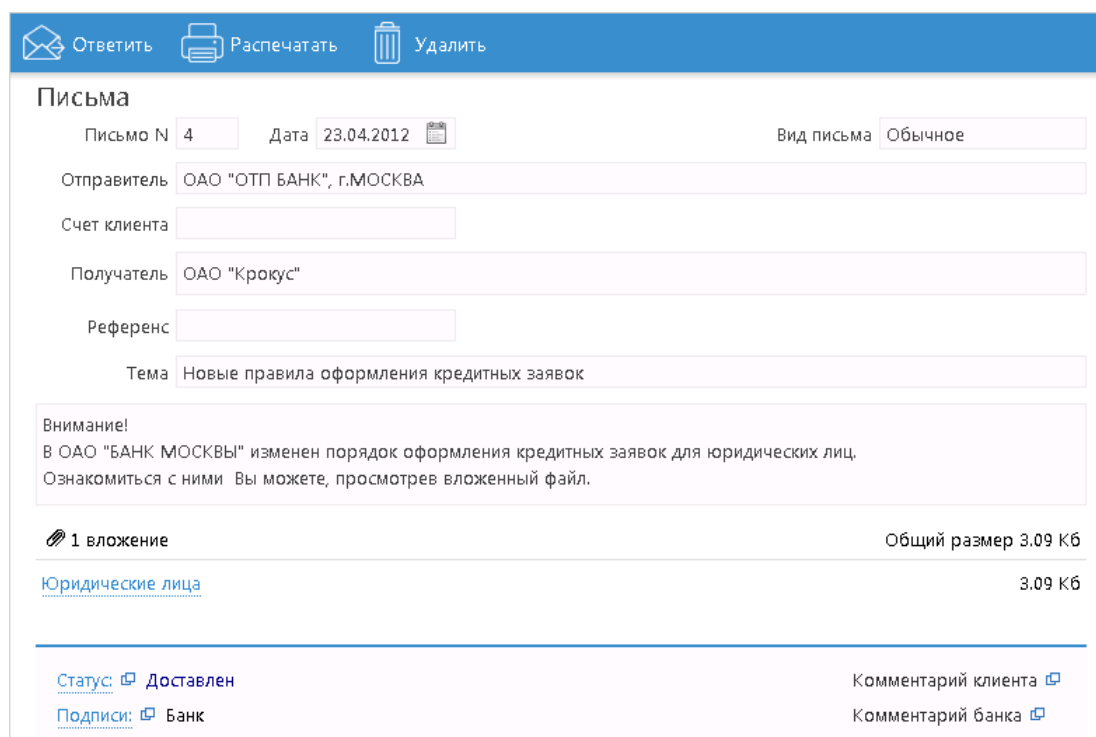 Ответить Распечатать Удалить
Письма
Письмо N 4 Дата 23.04.2012 Вид письма Обычное
Отправитель ОАО "ОТП БАНК", г.МОСКВА
Счет клиента
Получатель ОАО "Крокус"
Референс
Тема Новые правила оформления кредитных заявок
Внимание!
В ОАО "БАНК МОСКВЫ" изменен порядок оформления кредитных заявок для юридических лиц.
Ознакомиться с ними Вы можете, просмотрев вложенный файл.
1 вложение Общий размер 3.09 Кб
Юридические лица 3.09 Кб
Статус: Доставлен Комментарий клиента
Подписи: Банк Комментарий банка